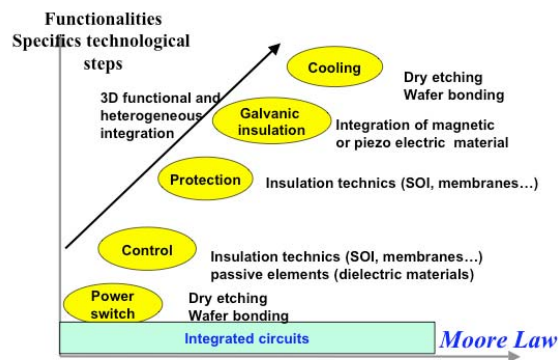 Functionalities
Specifics technological
steps
Cooling
Dry etching
Wafer bonding
3D functional and
heterogeneous
integration
Galvanic
insulation
Integration of magnetic
or piezo electric material
Protection
Insulation technics (SOI, membranes…)
Control
Insulation technics (SOI, membranes…)
passive elements (dielectric materials)
Power
switch
Dry etching
Wafer bonding
Integrated circuits
Moore Law